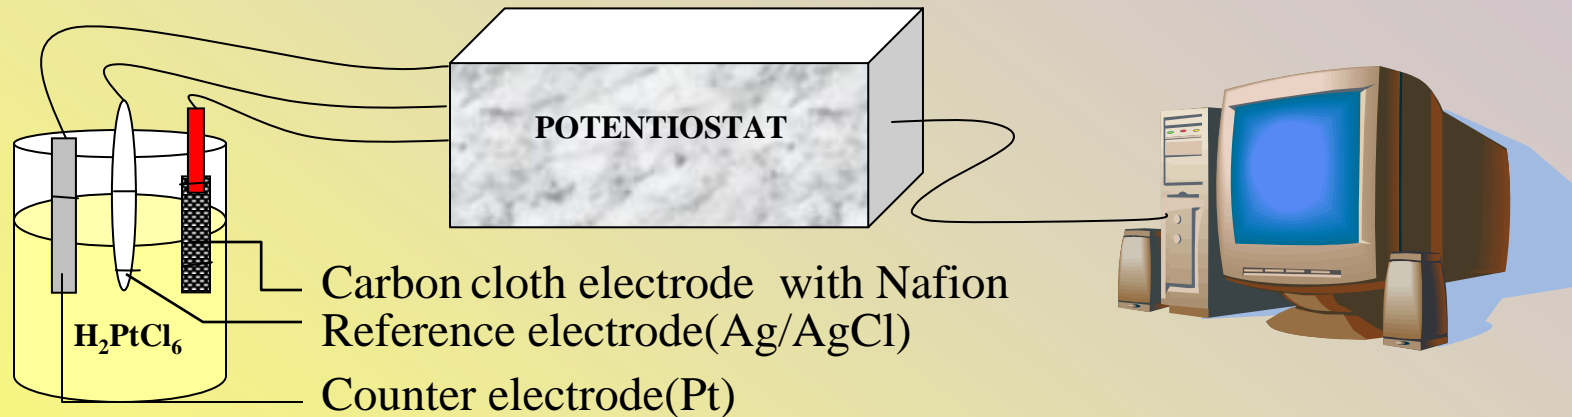 POTENTIOSTAT
Carbon cloth electrode with Nafion
Reference electrode(Ag/AgCl)
H₂PtCl₆
Counter electrode(Pt)